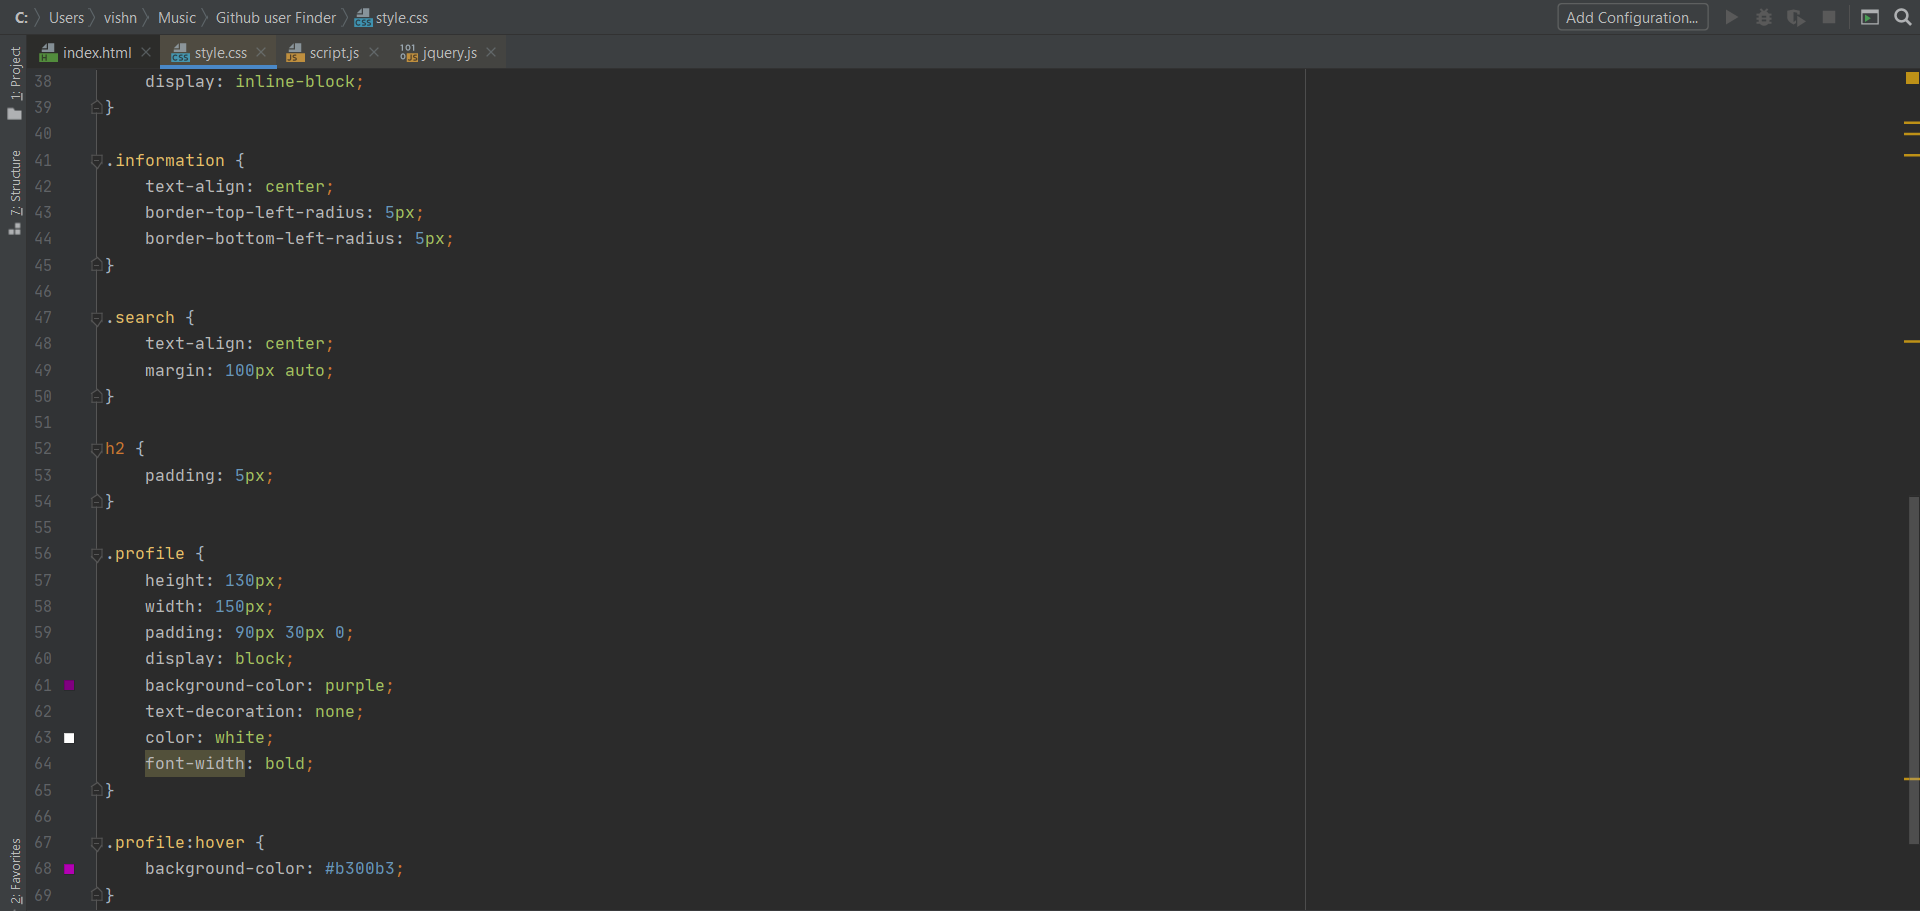 C: Users vishn Music Github user Finder style.css
Add Configuration...
index.html style.css script.js jquery.js
1: Project
7: Structure
2: Favorites
38 display: inline-block;
39 }
40
41 .information {
42 text-align: center;
43 border-top-left-radius: 5px;
44 border-bottom-left-radius: 5px;
45 }
46
47 .search {
48 text-align: center;
49 margin: 100px auto;
50 }
51
52 h2 {
53 padding: 5px;
54 }
55
56 .profile {
57 height: 130px;
58 width: 150px;
59 padding: 90px 30px 0;
60 display: block;
61 background-color: purple;
62 text-decoration: none;
63 color: white;
64 font-width: bold;
65 }
66
67 .profile:hover {
68 background-color: #b300b3;
69 }